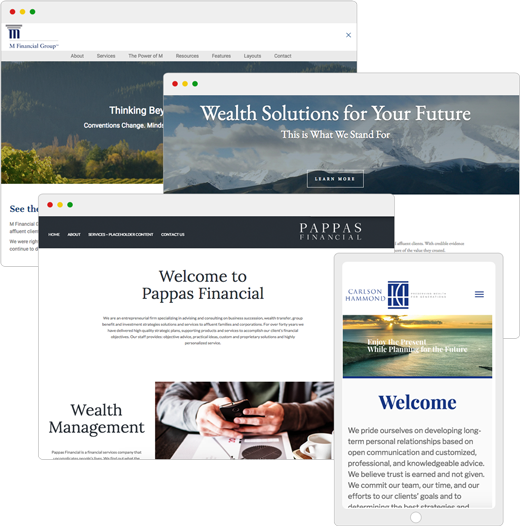 M Financial Group
About Services The Power of M Resources Features Layouts Contact
Thinking Bey
Conventions Change. Minds
See the
M Financial G
affluent client
We were righ
continue to d
Wealth Solutions for Your Future
This is What We Stand For
LEARN MORE
affluent clients. With credible evidence
of the value they created.
HOME ABOUT SERVICES – PLACEHOLDER CONTENT CONTACT US
PAPPAS
FINANCIAL
Welcome to
Pappas Financial
We are an entrepreneurial firm specializing in advising and consulting on business succession, wealth transfer, group
benefit and investment strategies solutions and services to affluent families and corporations. For over forty years we
have delivered high quality strategic plans, supporting products and services to accomplish our client's financial
objectives. Our staff provides objective advice, practical ideas, custom and proprietary solutions and highly
personalized service.
Wealth
Management
Pappas Financial is a financial services company that
CARLSON
HAMMOND
Enjoy the Present
While Planning for the Future
Welcome
We pride ourselves on developing long-
term personal relationships based on
open communication and customized,
professional, and knowledgeable advice.
We believe trust is earned and not given.
We commit our team, our time, and our
efforts to our clients' goals and to
determining the best strategies and